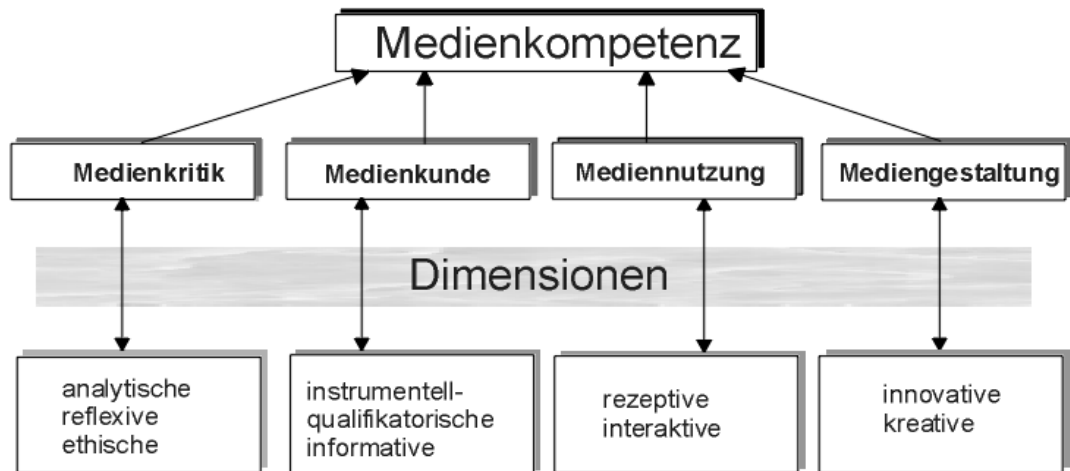 Medienkompetenz
Medienkritik
Medienkunde
Mediennutzung
Mediengestaltung
Dimensionen
analytische
reflexive
ethische
instrumentell-
qualifikatorische
informative
rezeptive
interaktive
innovative
kreative